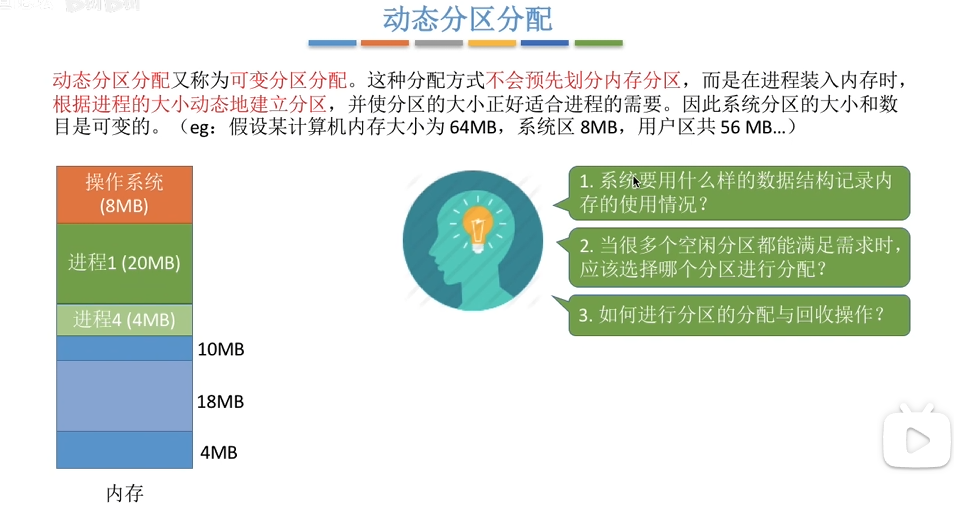 动态分区分配
动态分区分配又称为可变分区分配。这种分配方式不会预先划分内存分区，而是在进程装入内存时，
根据进程的大小动态地建立分区，并使分区的大小正好适合进程的需要。因此系统分区的大小和数
目是可变的。（eg：假设某计算机内存大小为 64MB，系统区 8MB，用户区共 56 MB…）
操作系统
(8MB)
进程1 (20MB)
进程4 (4MB)
10MB
18MB
4MB
内存
1. 系统要用什么样的数据结构记录内
存的使用情况？
2. 当很多个空闲分区都能满足需求时，
应该选择哪个分区进行分配？
3. 如何进行分区的分配与回收操作？